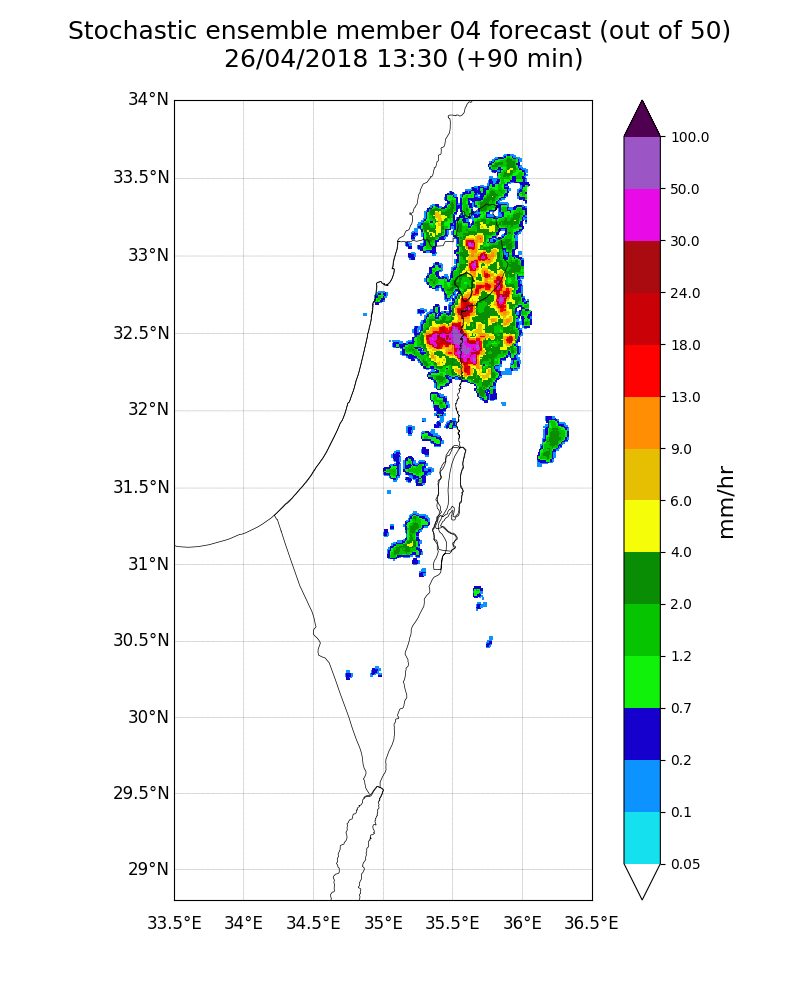 Stochastic ensemble member 04 forecast (out of 50)
26/04/2018 13:30 (+90 min)
34°N
33.5°N
33°N
32.5°N
32°N
31.5°N
31°N
30.5°N
30°N
29.5°N
29°N
33.5°E
34°E
34.5°E
35°E
35.5°E
36°E
36.5°E
100.0
50.0
30.0
24.0
18.0
13.0
9.0
6.0
4.0
2.0
1.2
0.7
0.2
0.1
0.05
mm/hr